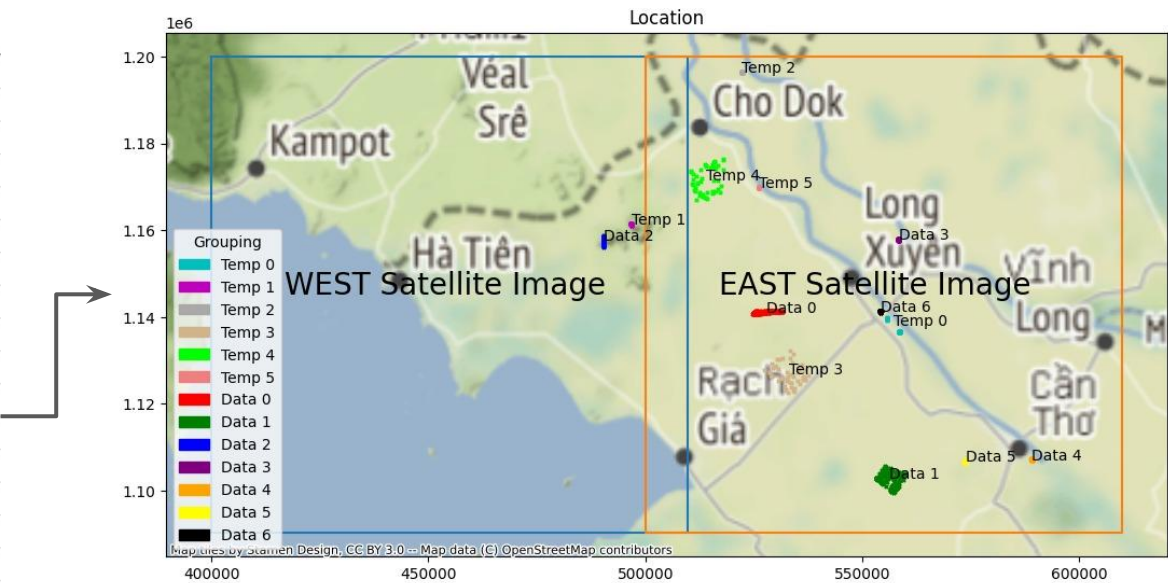 Location
1e6
1.20
1.18
1.16
1.14
1.12
1.10
400000
450000
500000
550000
600000
Véal
Srê
Kampot
Hà Tiên
Cho Dok
Long
Xuyên
Vĩnh
Long
Rạch
Giá
Cần
Thơ
M
WEST Satellite Image
EAST Satellite Image
Temp 2
Temp 4
Temp 5
Temp 1
Data 2
Data 3
Data 0
Data 6
Temp 0
Temp 3
Data 5
Data 4
Data 1
Grouping
Temp 0
Temp 1
Temp 2
Temp 3
Temp 4
Temp 5
Data 0
Data 1
Data 2
Data 3
Data 4
Data 5
Data 6
Map tiles by Stamen Design, CC BY 3.0 -- Map data (C) OpenStreetMap contributors